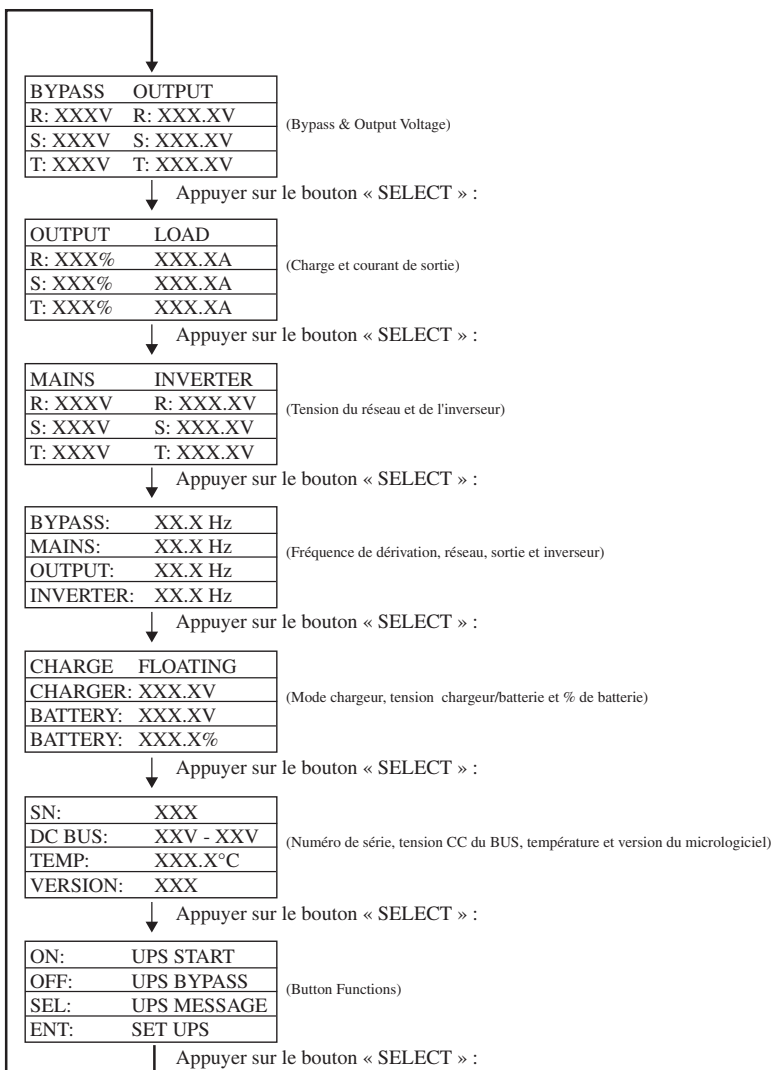 BYPASS OUTPUT
R: XXXV R: XXX.XV
S: XXXV S: XXX.XV
T: XXXV T: XXX.XV
(Bypass & Output Voltage)
Appuyer sur le bouton « SELECT » :
OUTPUT LOAD
R: XXX% XXX.XA
S: XXX% XXX.XA
T: XXX% XXX.XA
(Charge et courant de sortie)
Appuyer sur le bouton « SELECT » :
MAINS INVERTER
R: XXXV R: XXX.XV
S: XXXV S: XXX.XV
T: XXXV T: XXX.XV
(Tension du réseau et de l'inverseur)
Appuyer sur le bouton « SELECT » :
BYPASS: XX.X Hz
MAINS: XX.X Hz
OUTPUT: XX.X Hz
INVERTER: XX.X Hz
(Fréquence de dérivation, réseau, sortie et inverseur)
Appuyer sur le bouton « SELECT » :
CHARGE FLOATING
CHARGER: XXX.XV
BATTERY: XXX.XV
BATTERY: XXX.X%
(Mode chargeur, tension chargeur/batterie et % de batterie)
Appuyer sur le bouton « SELECT » :
SN: XXX
DC BUS: XXV - XXV
TEMP: XXX.X°C
VERSION: XXX
(Numéro de série, tension CC du BUS, température et version du micrologiciel)
Appuyer sur le bouton « SELECT » :
ON: UPS START
OFF: UPS BYPASS
SEL: UPS MESSAGE
ENT: SET UPS
(Button Functions)
Appuyer sur le bouton « SELECT » :